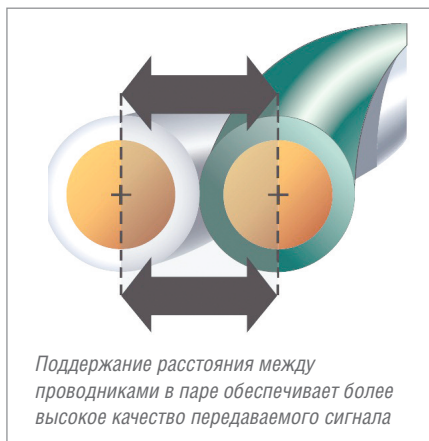 Поддержание расстояния между
проводниками в паре обеспечивает более
высокое качество передаваемого сигнала